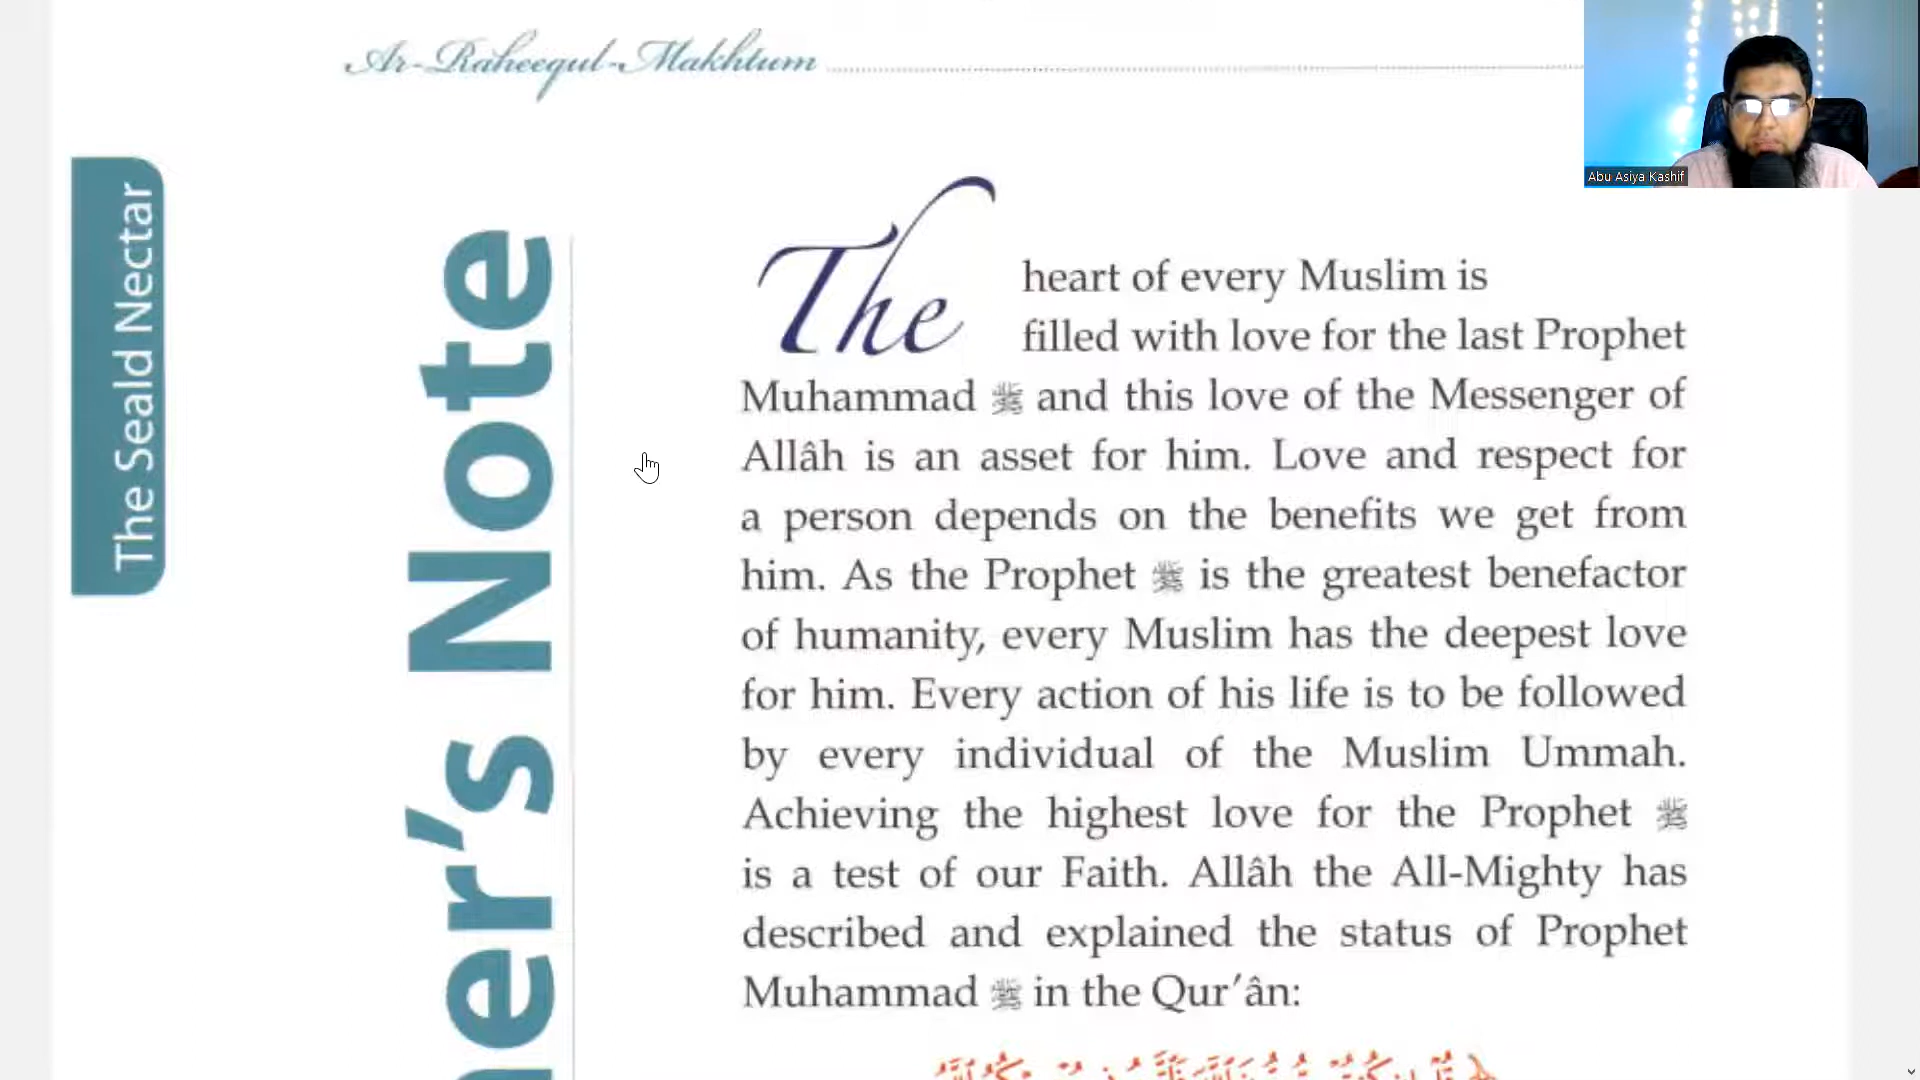 Ar-Raheequl-Makhtum
Abu Asiya Kashif
The Seald Nectar
her's Note
The heart of every Muslim is
filled with love for the last Prophet
Muhammad ﷺ and this love of the Messenger of
Allâh is an asset for him. Love and respect for
a person depends on the benefits we get from
him. As the Prophet ﷺ is the greatest benefactor
of humanity, every Muslim has the deepest love
for him. Every action of his life is to be followed
by every individual of the Muslim Ummah.
Achieving the highest love for the Prophet ﷺ
is a test of our Faith. Allâh the All-Mighty has
described and explained the status of Prophet
Muhammad ﷺ in the Qur’ân: